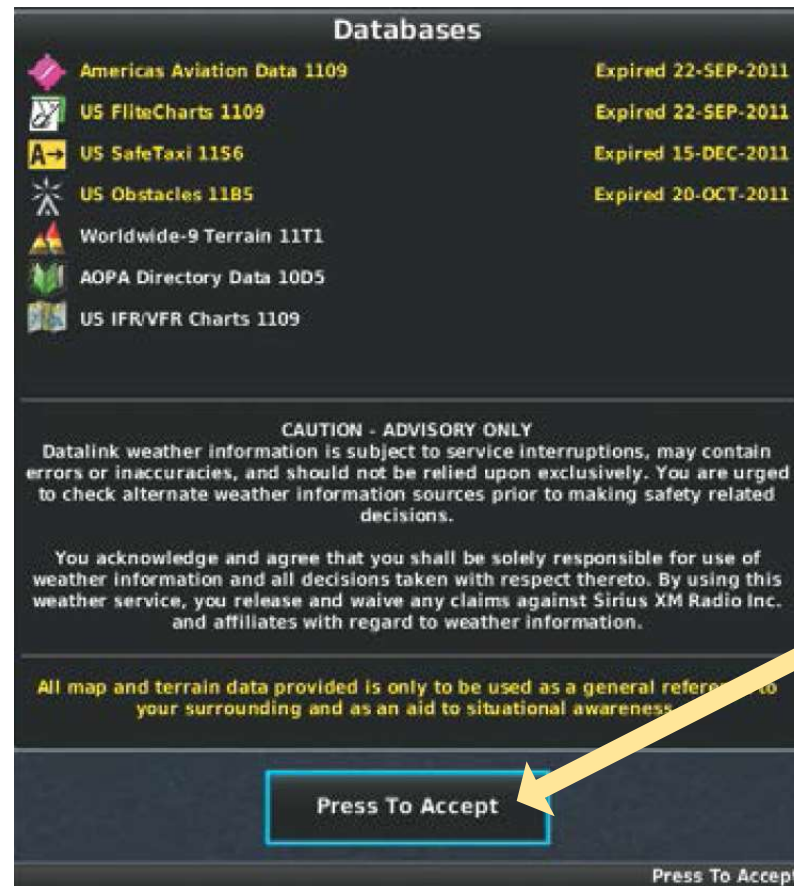 Databases
Americas Aviation Data 1109 Expired 22-SEP-2011
US FliteCharts 1109 Expired 22-SEP-2011
A→ US SafeTaxi 11S6 Expired 15-DEC-2011
US Obstacles 11B5 Expired 20-OCT-2011
Worldwide-9 Terrain 11T1
AOPA Directory Data 10D5
US IFR/VFR Charts 1109
CAUTION - ADVISORY ONLY
Datalink weather information is subject to service interruptions, may contain
errors or inaccuracies, and should not be relied upon exclusively. You are urged
to check alternate weather information sources prior to making safety related
decisions.
You acknowledge and agree that you shall be solely responsible for use of
weather information and all decisions taken with respect thereto. By using this
weather service, you release and waive any claims against Sirius XM Radio Inc.
and affiliates with regard to weather information.
All map and terrain data provided is only to be used as a general reference to
your surrounding and as an aid to situational awareness.
Press To Accept
Press To Accept